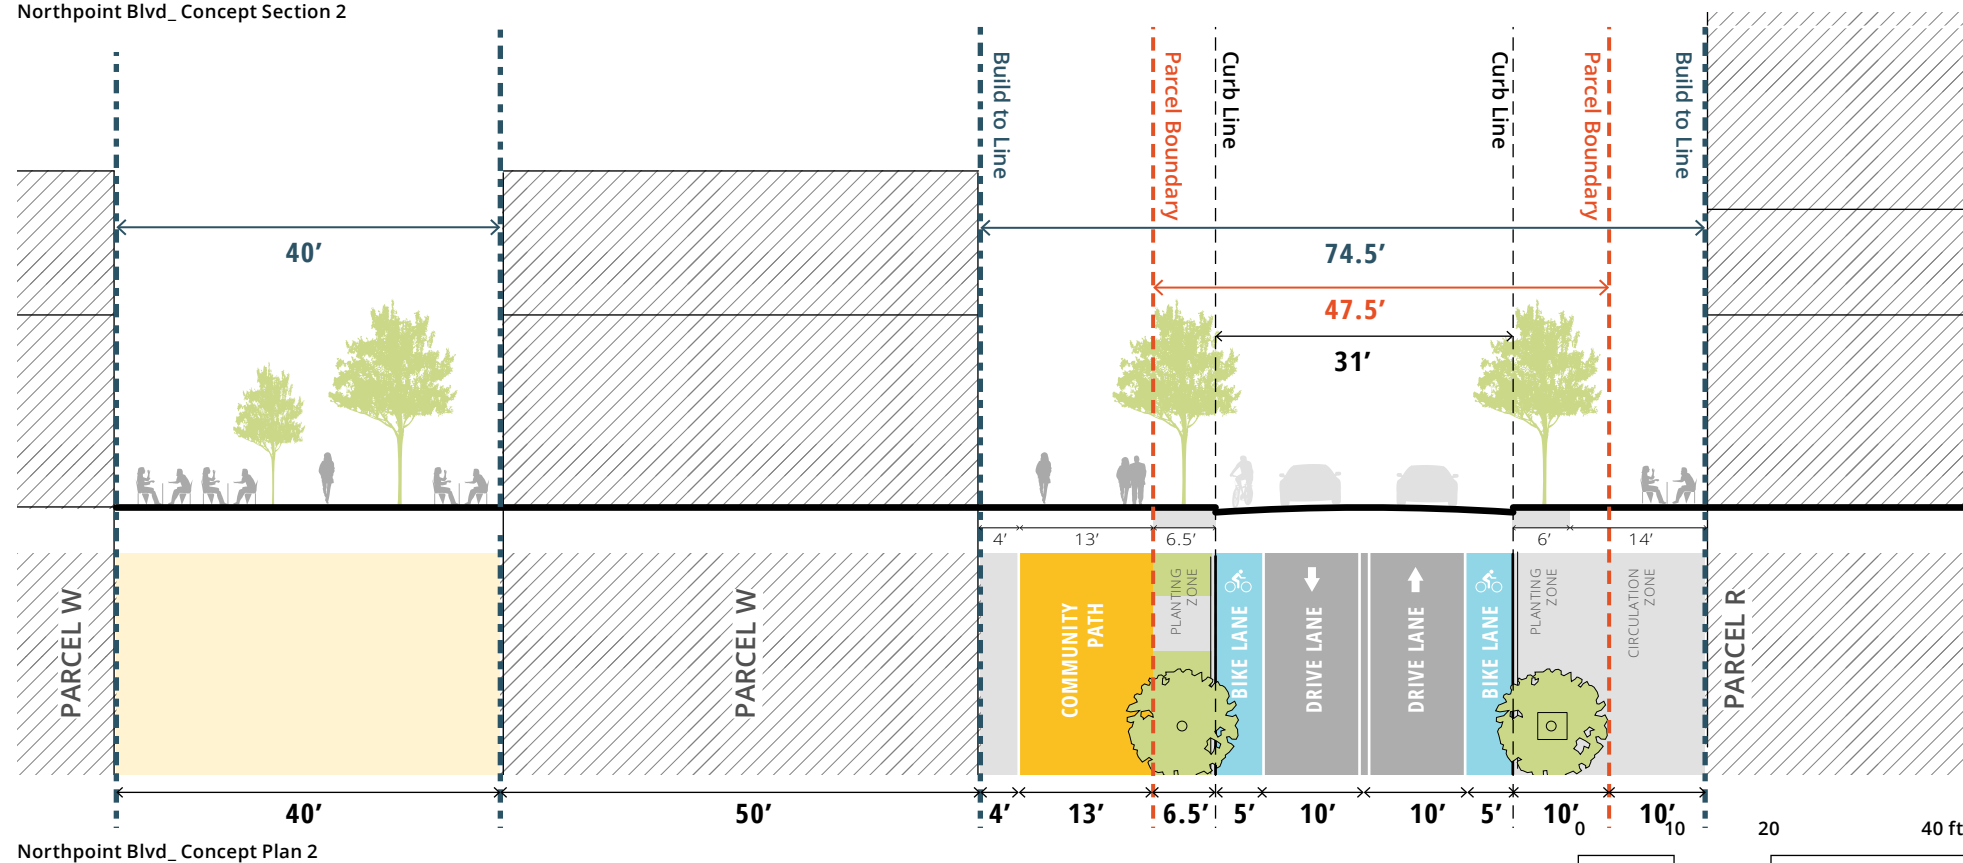 Northpoint Blvd_ Concept Section 2
Build to Line
Parcel Boundary
Curb Line
Curb Line
Parcel Boundary
Build to Line
40’
74.5’
47.5’
31’
4’ 13’ 6.5’ 6’ 14’
PARCEL W
PARCEL W
COMMUNITY
PATH
PLANTING
ZONE
BIKE LANE
DRIVE LANE
DRIVE LANE
BIKE LANE
PLANTING
ZONE
CIRCULATION
ZONE
PARCEL R
40’ 50’ 4’ 13’ 6.5’ 5’ 10’ 10’ 5’ 10’ 10’
0 10 20 40 ft
Northpoint Blvd_ Concept Plan 2